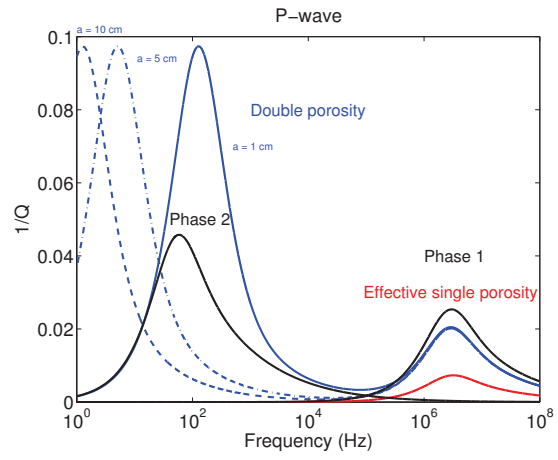 P−wave
a = 10 cm
a = 5 cm
Double porosity
a = 1 cm
Phase 2
Phase 1
Effective single porosity
1/Q
0.1
0.08
0.06
0.04
0.02
0
10^0
10^2
10^4
10^6
10^8
Frequency (Hz)